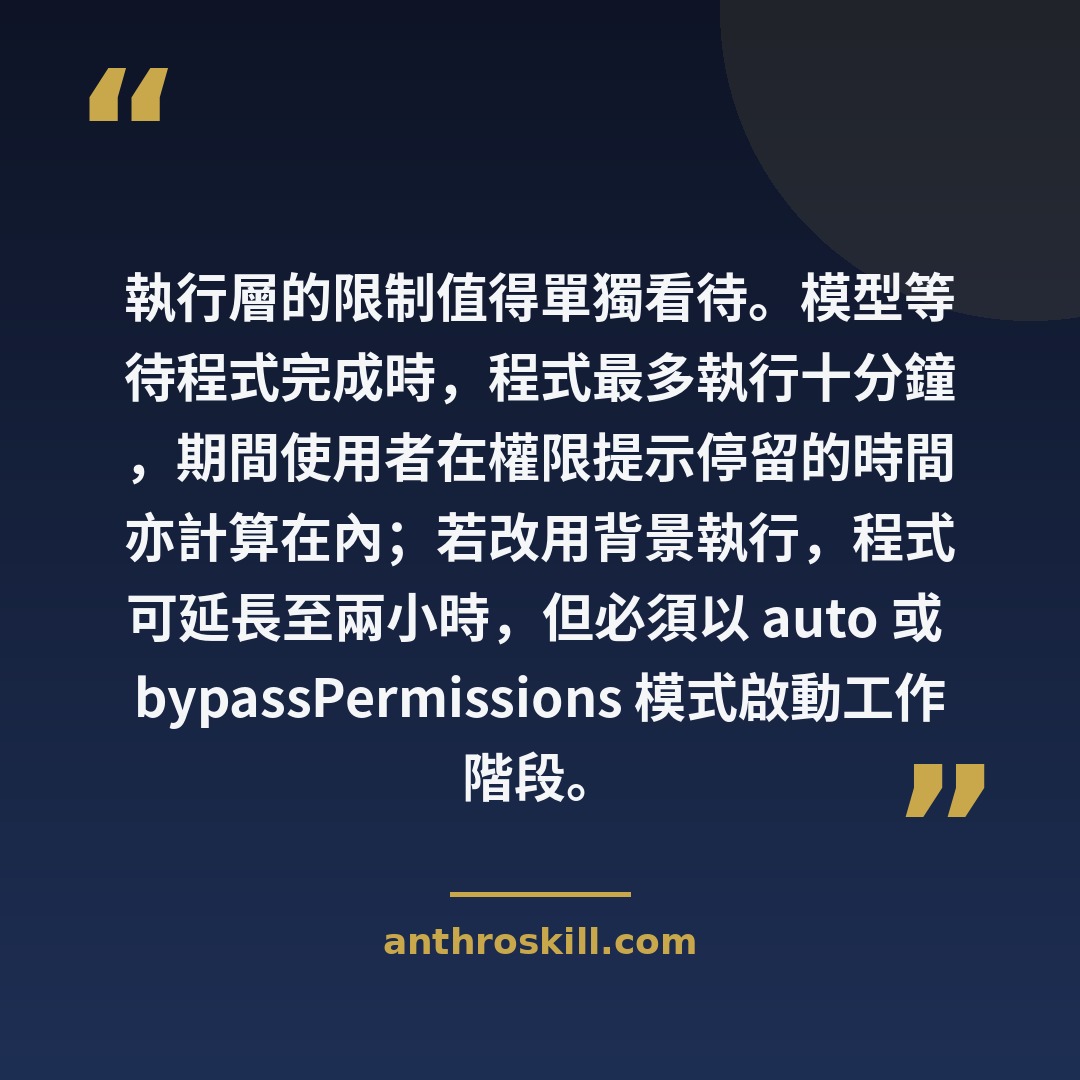 “
執行層的限制值得單獨看待。模型等
待程式完成時，程式最多執行十分鐘
，期間使用者在權限提示停留的時間
亦計算在內；若改用背景執行，程式
可延長至兩小時，但必須以 auto 或
bypassPermissions 模式啟動工作
階段。
”
anthroskill.com